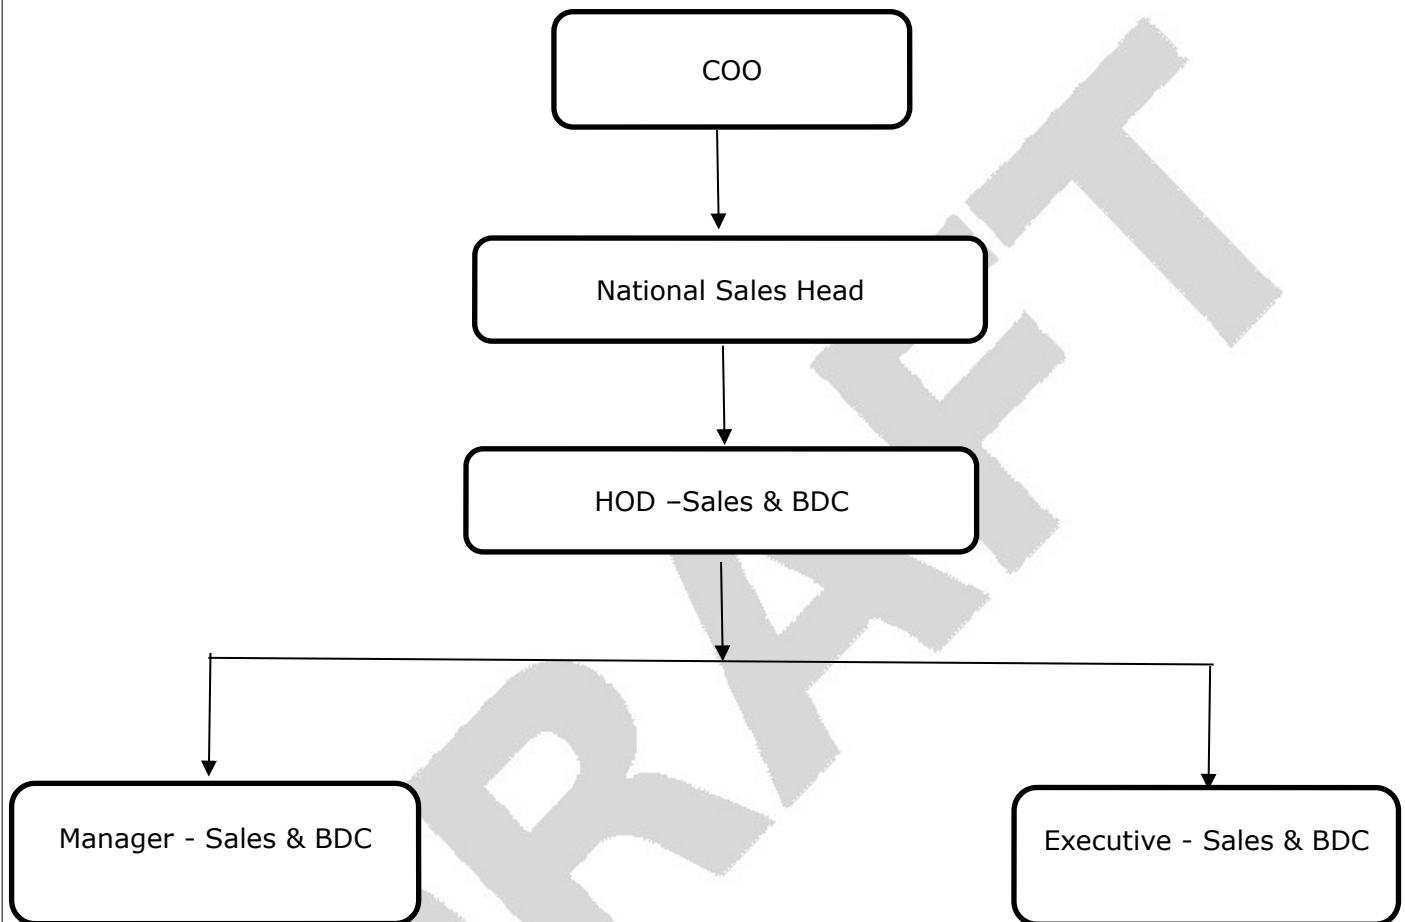 COO
National Sales Head
HOD –Sales & BDC
Manager - Sales & BDC
Executive - Sales & BDC
DRAFT